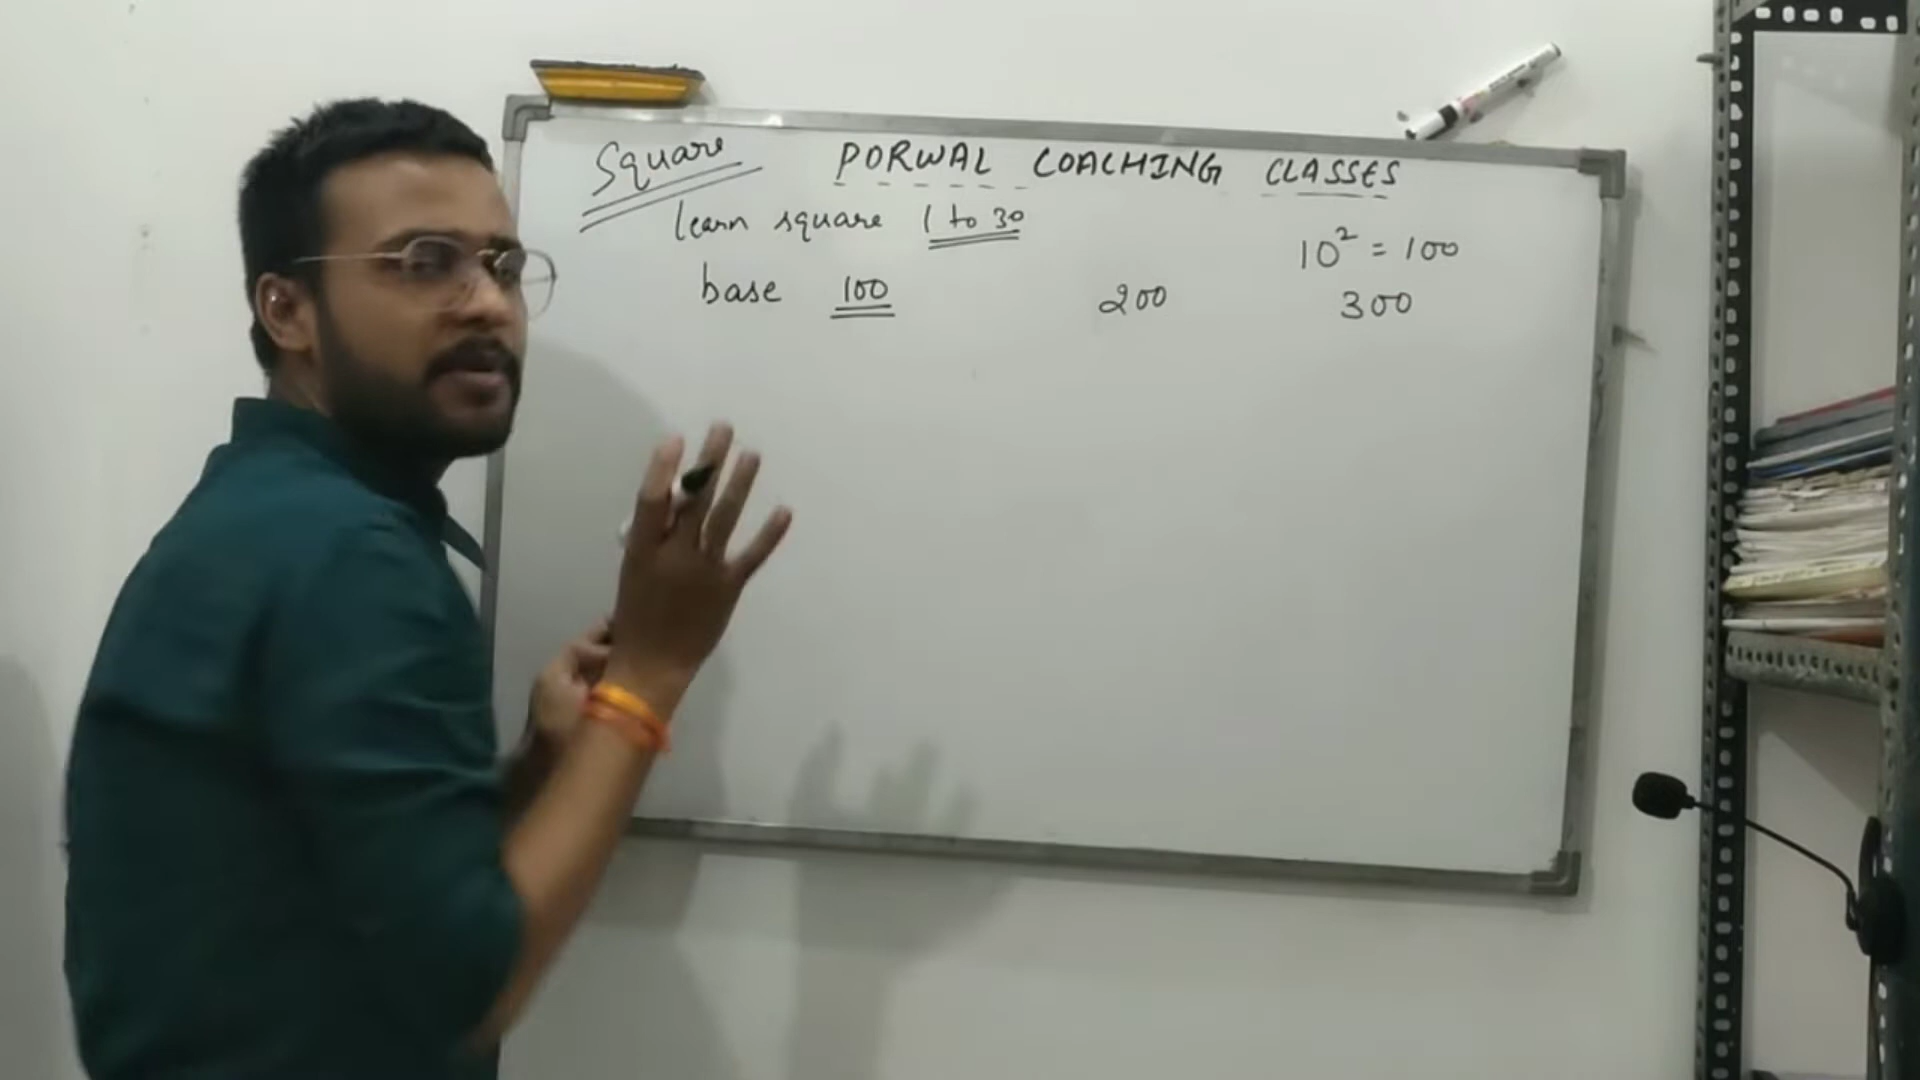 Square PORWAL COACHING CLASSES
learn square 1 to 30
10² = 100
base 100 200 300